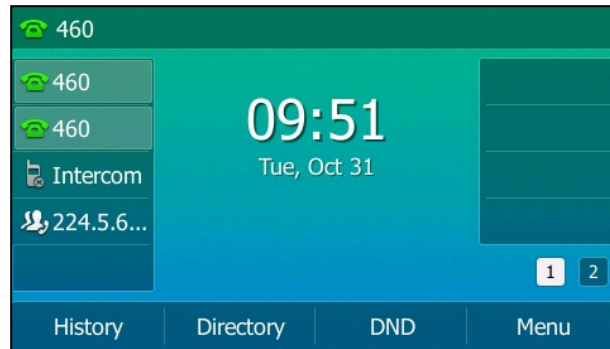 460
460
460
Intercom
224.5.6...
09:51
Tue, Oct 31
1 2
History Directory DND Menu